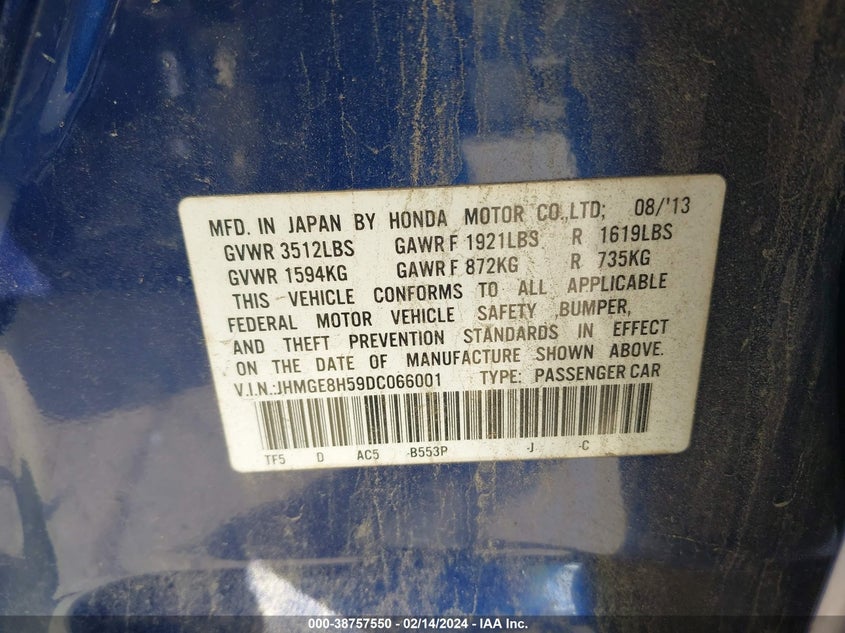 MFD. IN JAPAN BY HONDA MOTOR CO.,LTD; 08/'13
GVWR 3512LBS GAWR F 1921LBS R 1619LBS
GVWR 1594KG GAWR F 872KG R 735KG
THIS VEHICLE CONFORMS TO ALL APPLICABLE
FEDERAL MOTOR VEHICLE SAFETY ,BUMPER,
AND THEFT PREVENTION STANDARDS IN EFFECT
ON THE DATE OF MANUFACTURE SHOWN ABOVE.
V.I.N.:JHMGE8H59DC066001 TYPE: PASSENGER CAR
TF5 D AC5 -B553P -J -C
000-38757550 - 02/14/2024 - IAAI Inc.